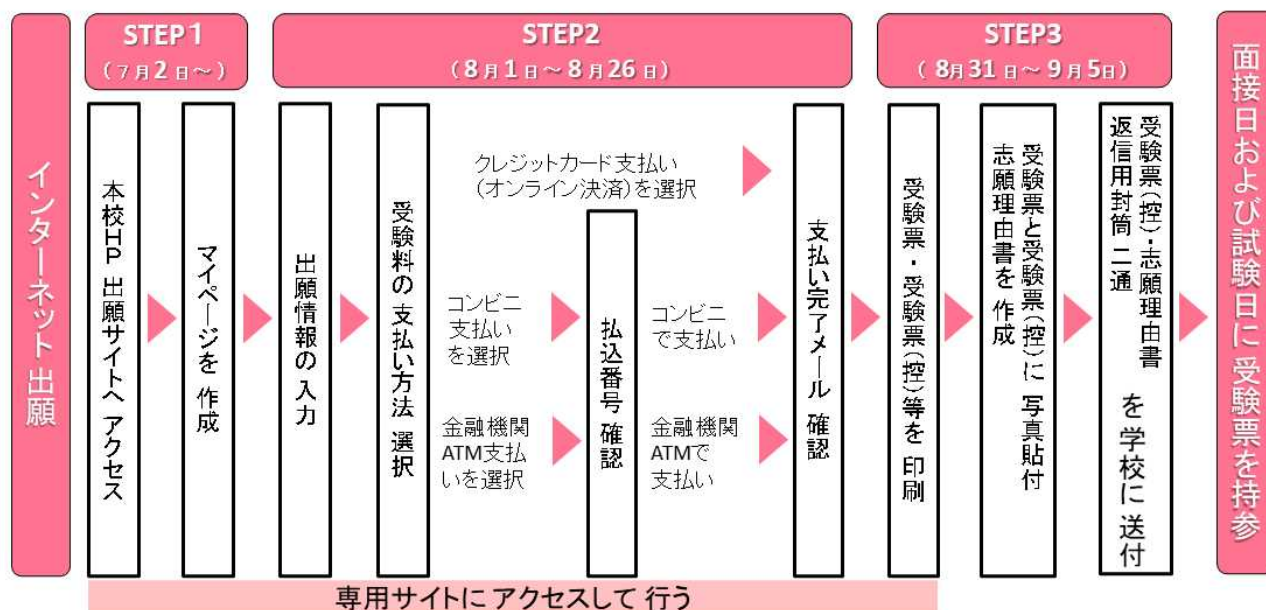 インターネット 出願
STEP1
(7月2日～)
本校HP 出願サイトへ アクセス
マイページを 作成
STEP2
(8月1日～8月26日)
出願情報の 入力
受験料の 支払い方法 選択
クレジットカード支払い
(オンライン決済)を選択
コンビニ
支払い
を選択
金融機関
ATM支払
いを選択
払込番号 確認
コンビニ
で支払い
金融機関
ATMで
支払い
支払い完了メール 確認
STEP3
(8月31日～9月5日)
受験票・受験票(控)等を 印刷
受験票と受験票(控)に 写真貼付
志願理由書を 作成
受験票(控)・志願理由書
返信用封筒 二通
を 学校に 送付
面接日および試験日に 受験票を持参
専用サイトに アクセスして 行う